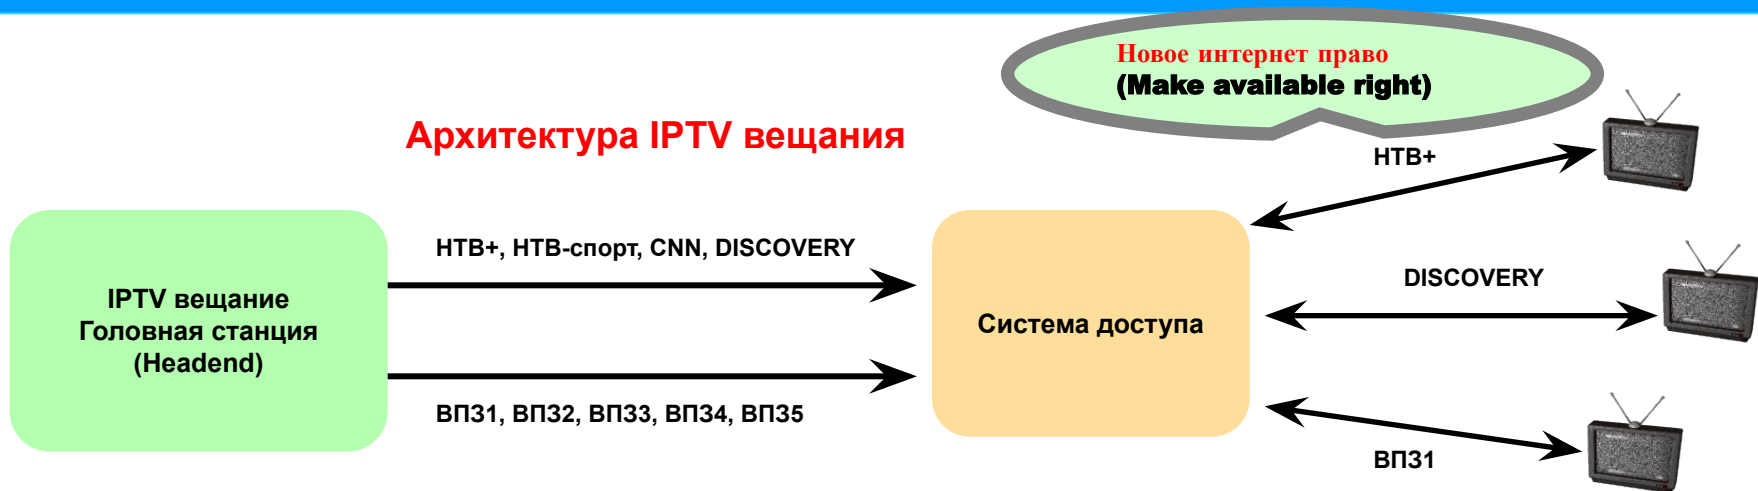 Новое интернет право
(Make available right)
Архитектура IPTV вещания
НТВ+
НТВ+, НТВ-спорт, CNN, DISCOVERY
DISCOVERY
IPTV вещание
Головная станция
(Headend)
Система доступа
ВПЗ1, ВПЗ2, ВПЗ3, ВПЗ4, ВПЗ5
ВПЗ1